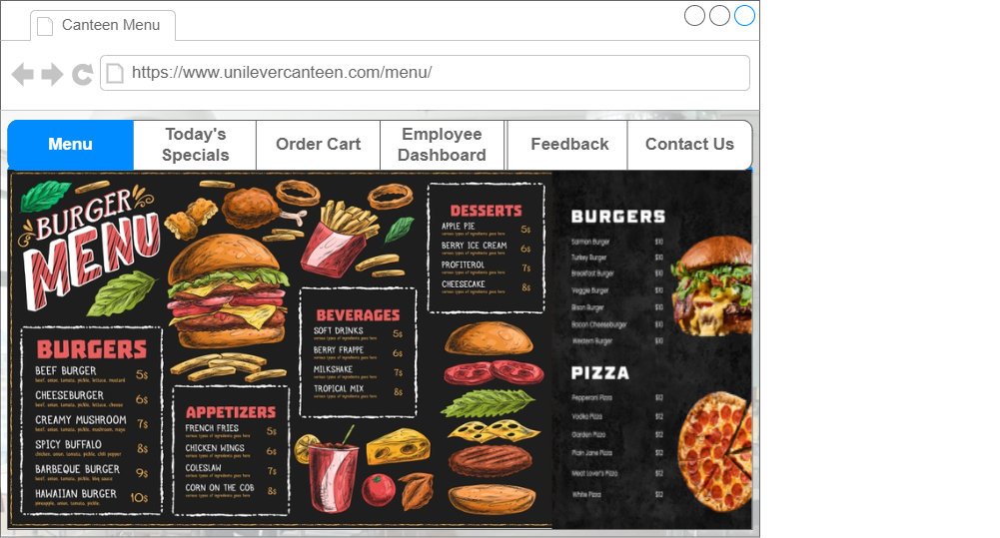 Canteen Menu
https://www.unilevercanteen.com/menu/
Menu
Today's
Specials
Order Cart
Employee
Dashboard
Feedback
Contact Us
BURGER
MENU
BURGERS
BEEF BURGER 5$
beef, onion, tomato, pickle, lettuce, mustard
CHEESEBURGER 6$
beef, onion, tomato, pickle, lettuce, cheese
CREAMY MUSHROOM 7$
beef, onion, tomato, pickle, mushroom, mayo
SPICY BUFFALO 8$
chicken, onion, tomato, pickle, chili pepper
BARBEQUE BURGER 9$
beef, onion, tomato, pickle, bbq sauce
HAWAIIAN BURGER 10$
pineapple, onion, tomato, pickle,
APPETIZERS
FRENCH FRIES 5$
various types of ingredients goes here
CHICKEN WINGS 6$
various types of ingredients goes here
COLESLAW 7$
various types of ingredients goes here
CORN ON THE COB 8$
various types of ingredients goes here
BEVERAGES
SOFT DRINKS 5$
various types of ingredients goes here
BERRY FRAPPE 6$
various types of ingredients goes here
MILKSHAKE 7$
various types of ingredients goes here
TROPICAL MIX 8$
various types of ingredients goes here
DESSERTS
APPLE PIE 5$
various types of ingredients goes here
BERRY ICE CREAM 6$
various types of ingredients goes here
PROFITEROL 7$
various types of ingredients goes here
CHEESECAKE 8$
various types of ingredients goes here
BURGERS
Salmon Burger $10
Turkey Burger $10
Breakfast Burger $10
Veggie Burger $10
Bison Burger $10
Bacon Cheeseburger $10
Western Burger $10
PIZZA
Pepperoni Pizza $12
Vodka Pizza $12
Garden Pizza $12
Plain Jane Pizza $12
Meat Lover's Pizza $12
White Pizza $12